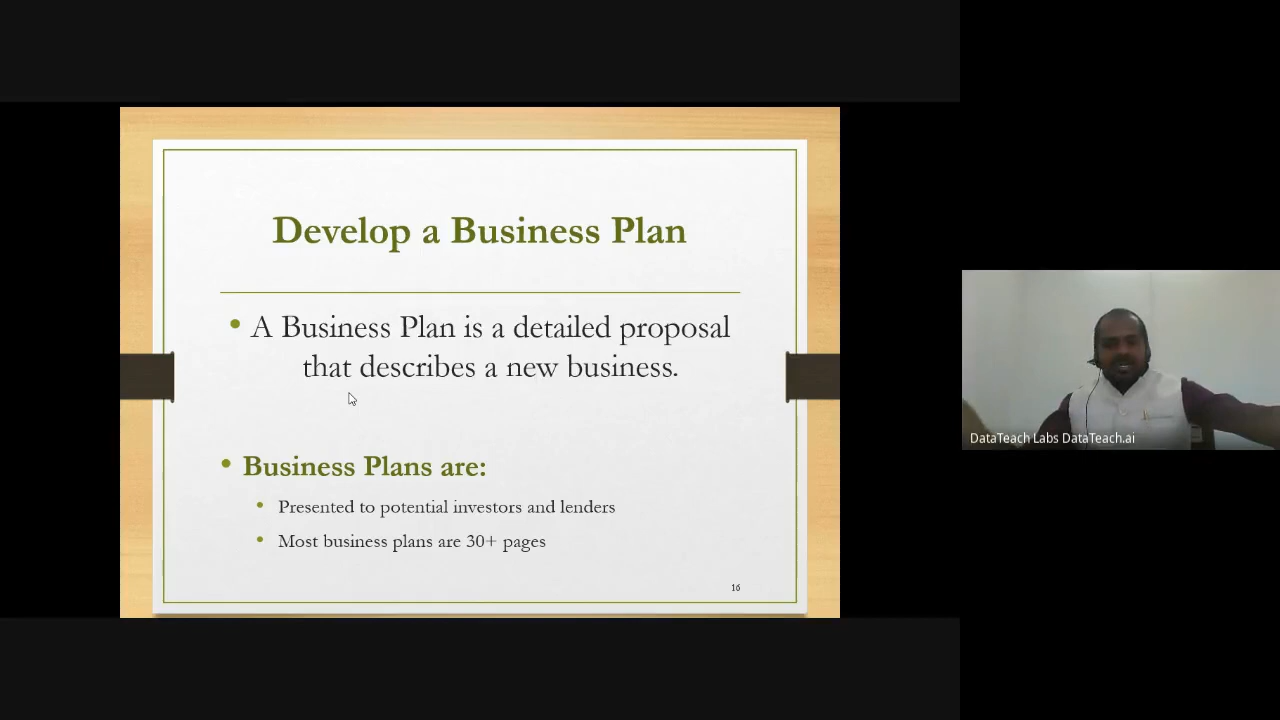 Develop a Business Plan
• A Business Plan is a detailed proposal
that describes a new business.
• Business Plans are:
• Presented to potential investors and lenders
• Most business plans are 30+ pages
16
DataTeach Labs DataTeach.ai